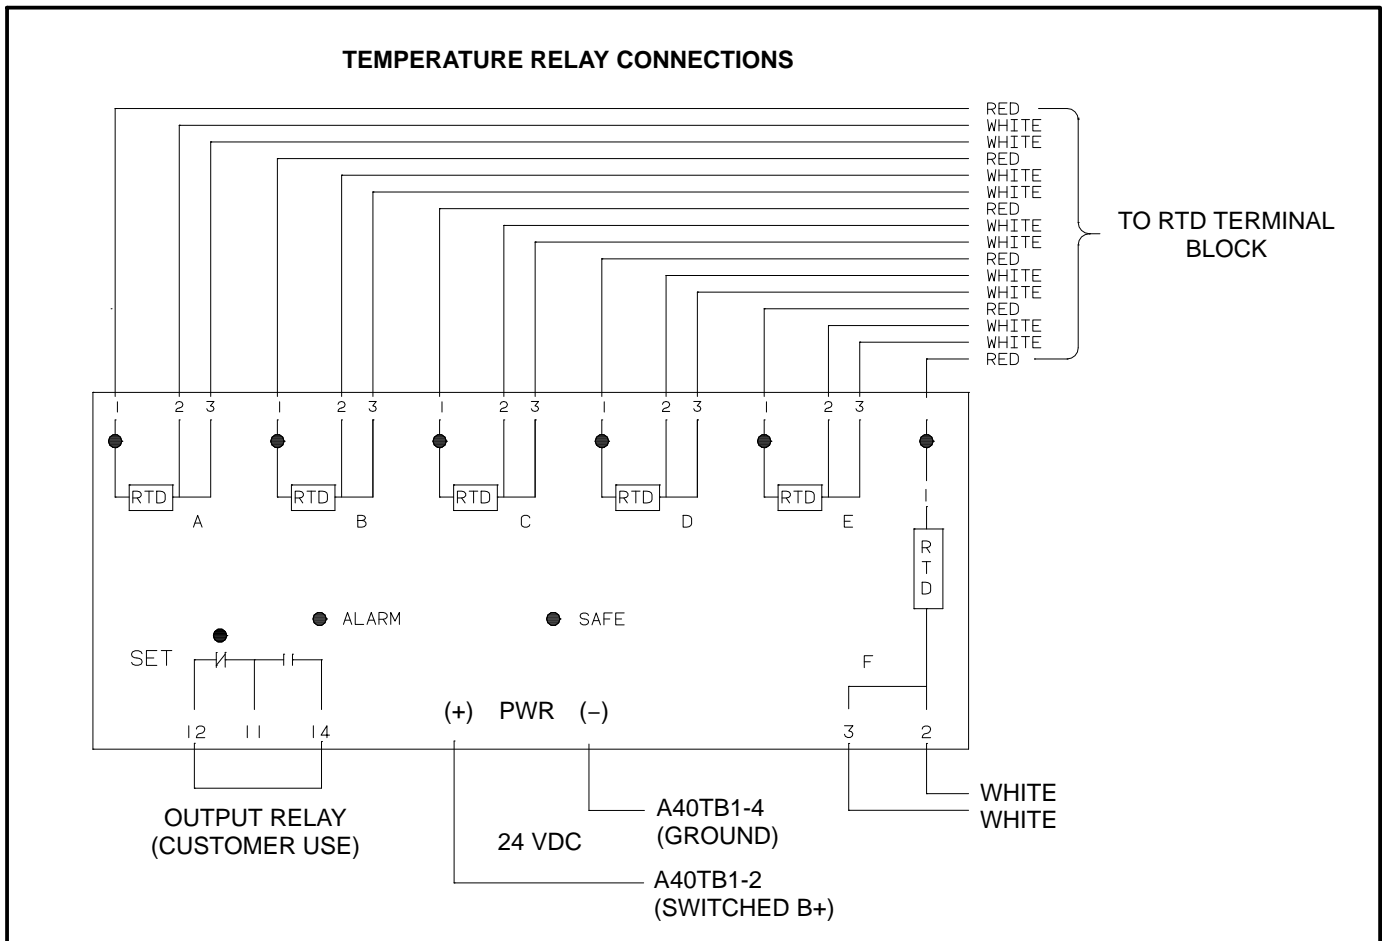 TEMPERATURE RELAY CONNECTIONS
RED
WHITE
WHITE
RED
WHITE
WHITE
RED
WHITE
WHITE
RED
WHITE
WHITE
RED
WHITE
WHITE
RED
TO RTD TERMINAL
BLOCK
1 2 3 1 2 3 1 2 3 1 2 3 1 2 3 1
RTD RTD RTD RTD RTD
A B C D E
RTD
ALARM SAFE
SET
F
(+) PWR (−)
12 11 14 3 2
WHITE
WHITE
OUTPUT RELAY
(CUSTOMER USE)
24 VDC
A40TB1-4
(GROUND)
A40TB1-2
(SWITCHED B+)